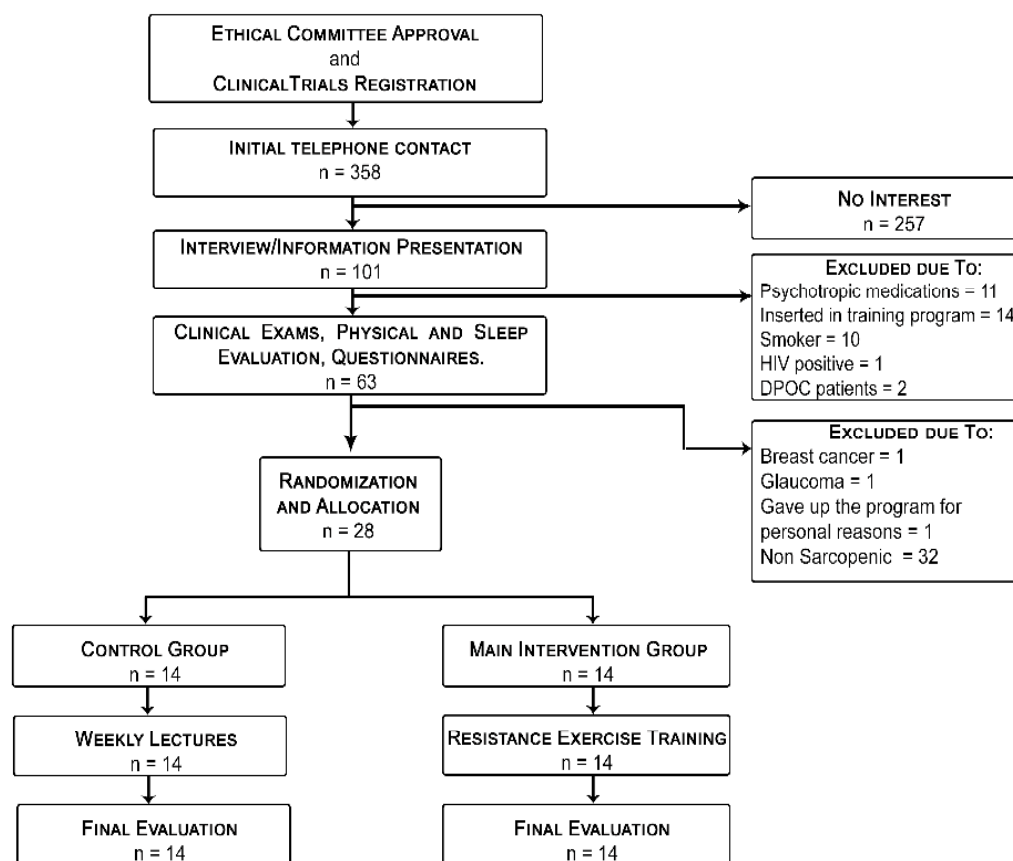 ETHICAL COMMITTEE APPROVAL
and
CLINICALTRIALS REGISTRATION
INITIAL TELEPHONE CONTACT
n = 358
NO INTEREST
n = 257
INTERVIEW/INFORMATION PRESENTATION
n = 101
EXCLUDED DUE TO:
Psychotropic medications = 11
Inserted in training program = 14
Smoker = 10
HIV positive = 1
DPOC patients = 2
CLINICAL EXAMS, PHYSICAL AND SLEEP
EVALUATION, QUESTIONNAIRES.
n = 63
EXCLUDED DUE TO:
Breast cancer = 1
Glaucoma = 1
Gave up the program for
personal reasons = 1
Non Sarcopenic = 32
RANDOMIZATION
AND ALLOCATION
n = 28
CONTROL GROUP
n = 14
MAIN INTERVENTION GROUP
n = 14
WEEKLY LECTURES
n = 14
RESISTANCE EXERCISE TRAINING
n = 14
FINAL EVALUATION
n = 14
FINAL EVALUATION
n = 14